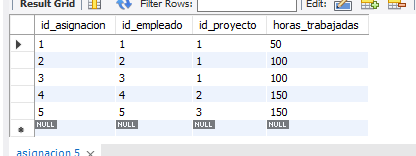 Result Grid Filter Rows: Edit:
id_asignacion id_empleado id_proyecto horas_trabajadas
1 1 1 50
2 2 1 100
3 3 1 100
4 4 2 150
5 5 3 150
NULL NULL NULL NULL
asignacion 5 ×